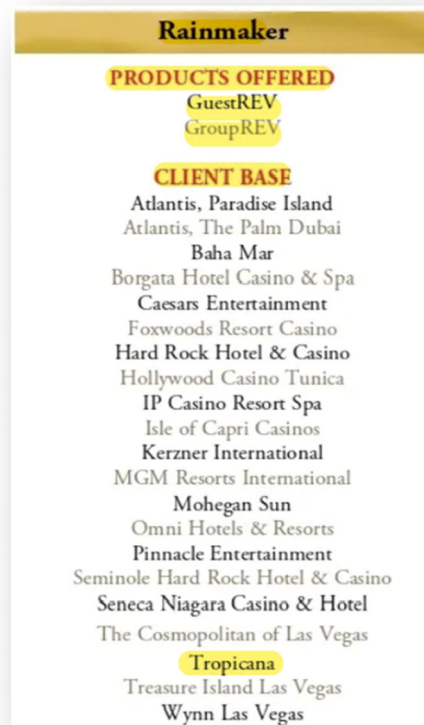 Rainmaker
PRODUCTS OFFERED
GuestREV
GroupREV
CLIENT BASE
Atlantis, Paradise Island
Atlantis, The Palm Dubai
Baha Mar
Borgata Hotel Casino & Spa
Caesars Entertainment
Foxwoods Resort Casino
Hard Rock Hotel & Casino
Hollywood Casino Tunica
IP Casino Resort Spa
Isle of Capri Casinos
Kerzner International
MGM Resorts International
Mohegan Sun
Omni Hotels & Resorts
Pinnacle Entertainment
Seminole Hard Rock Hotel & Casino
Seneca Niagara Casino & Hotel
The Cosmopolitan of Las Vegas
Tropicana
Treasure Island Las Vegas
Wynn Las Vegas